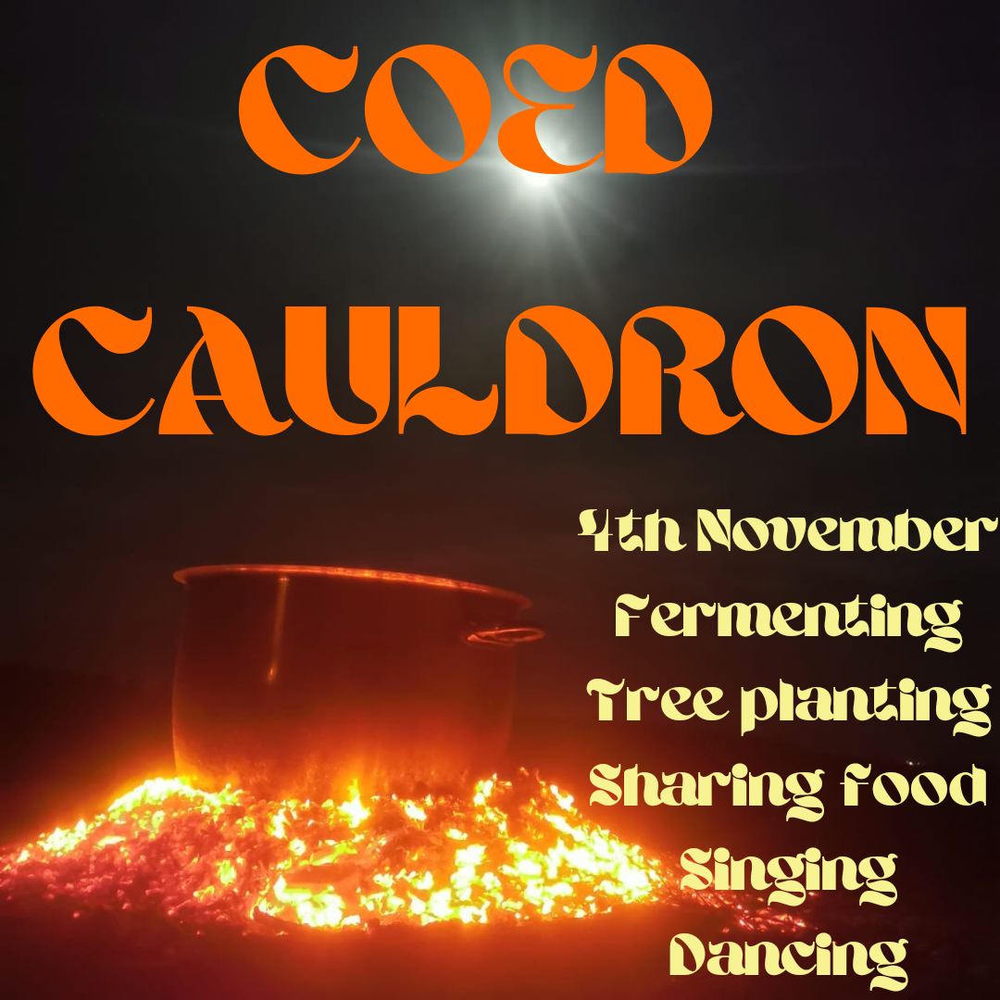 COED
CAULDRON
4th November
Fermenting
Tree planting
Sharing food
Singing
Dancing